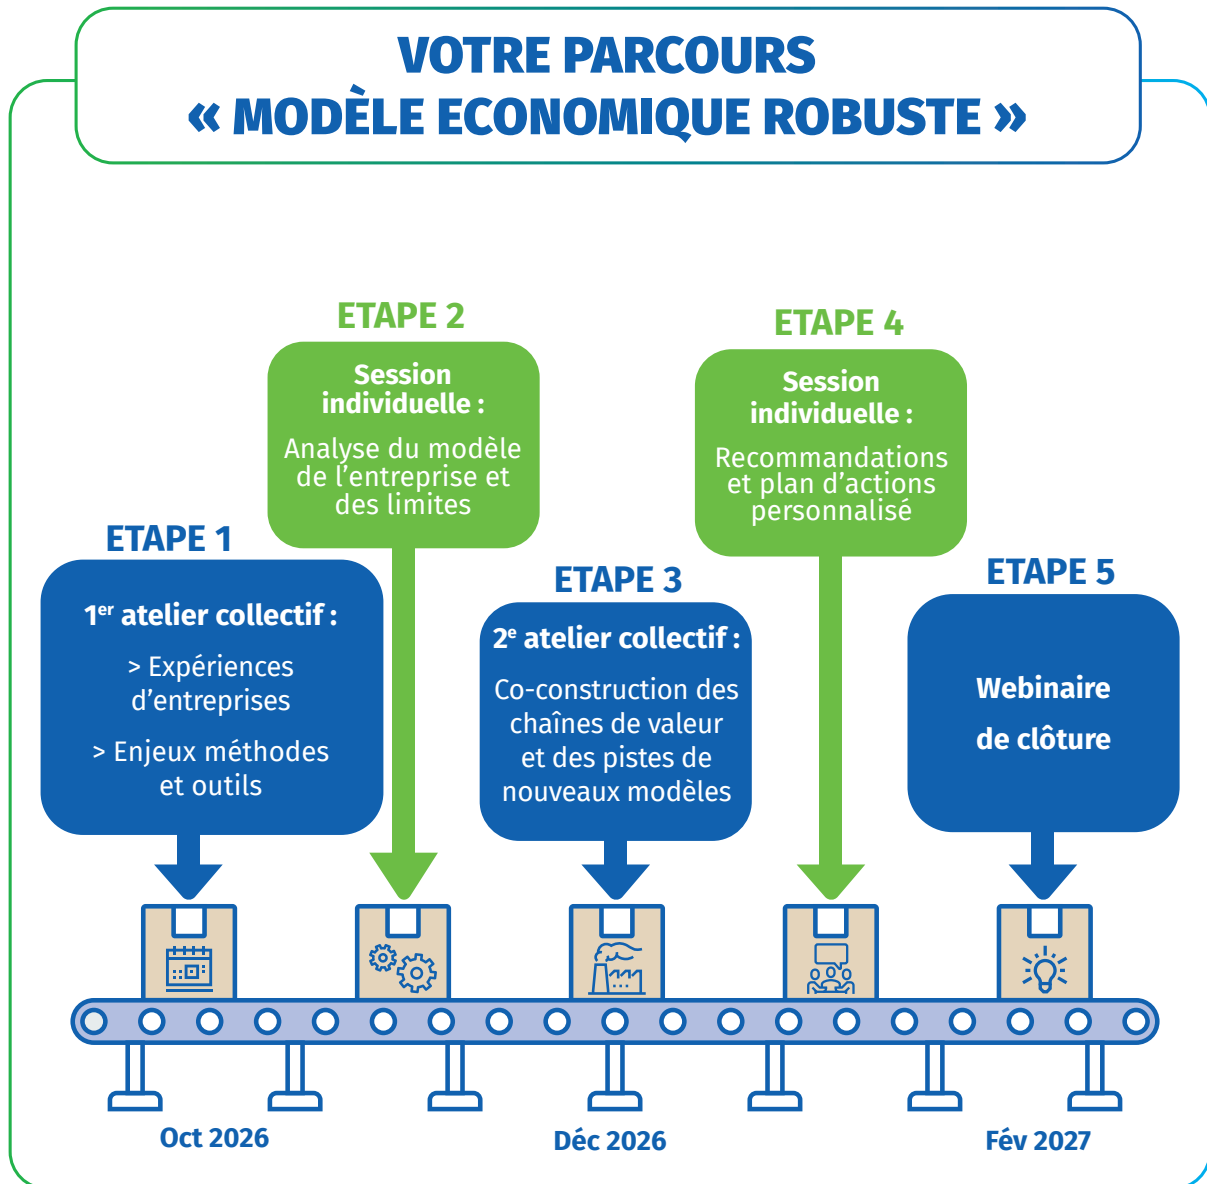 VOTRE PARCOURS
« MODÈLE ECONOMIQUE ROBUSTE »
ETAPE 1
1er atelier collectif :
> Expériences
d’entreprises
> Enjeux méthodes
et outils
ETAPE 2
Session
individuelle :
Analyse du modèle
de l’entreprise et
des limites
ETAPE 3
2e atelier collectif :
Co-construction des
chaînes de valeur
et des pistes de
nouveaux modèles
ETAPE 4
Session
individuelle :
Recommandations
et plan d’actions
personnalisé
ETAPE 5
Webinaire
de clôture
Oct 2026
Déc 2026
Fév 2027